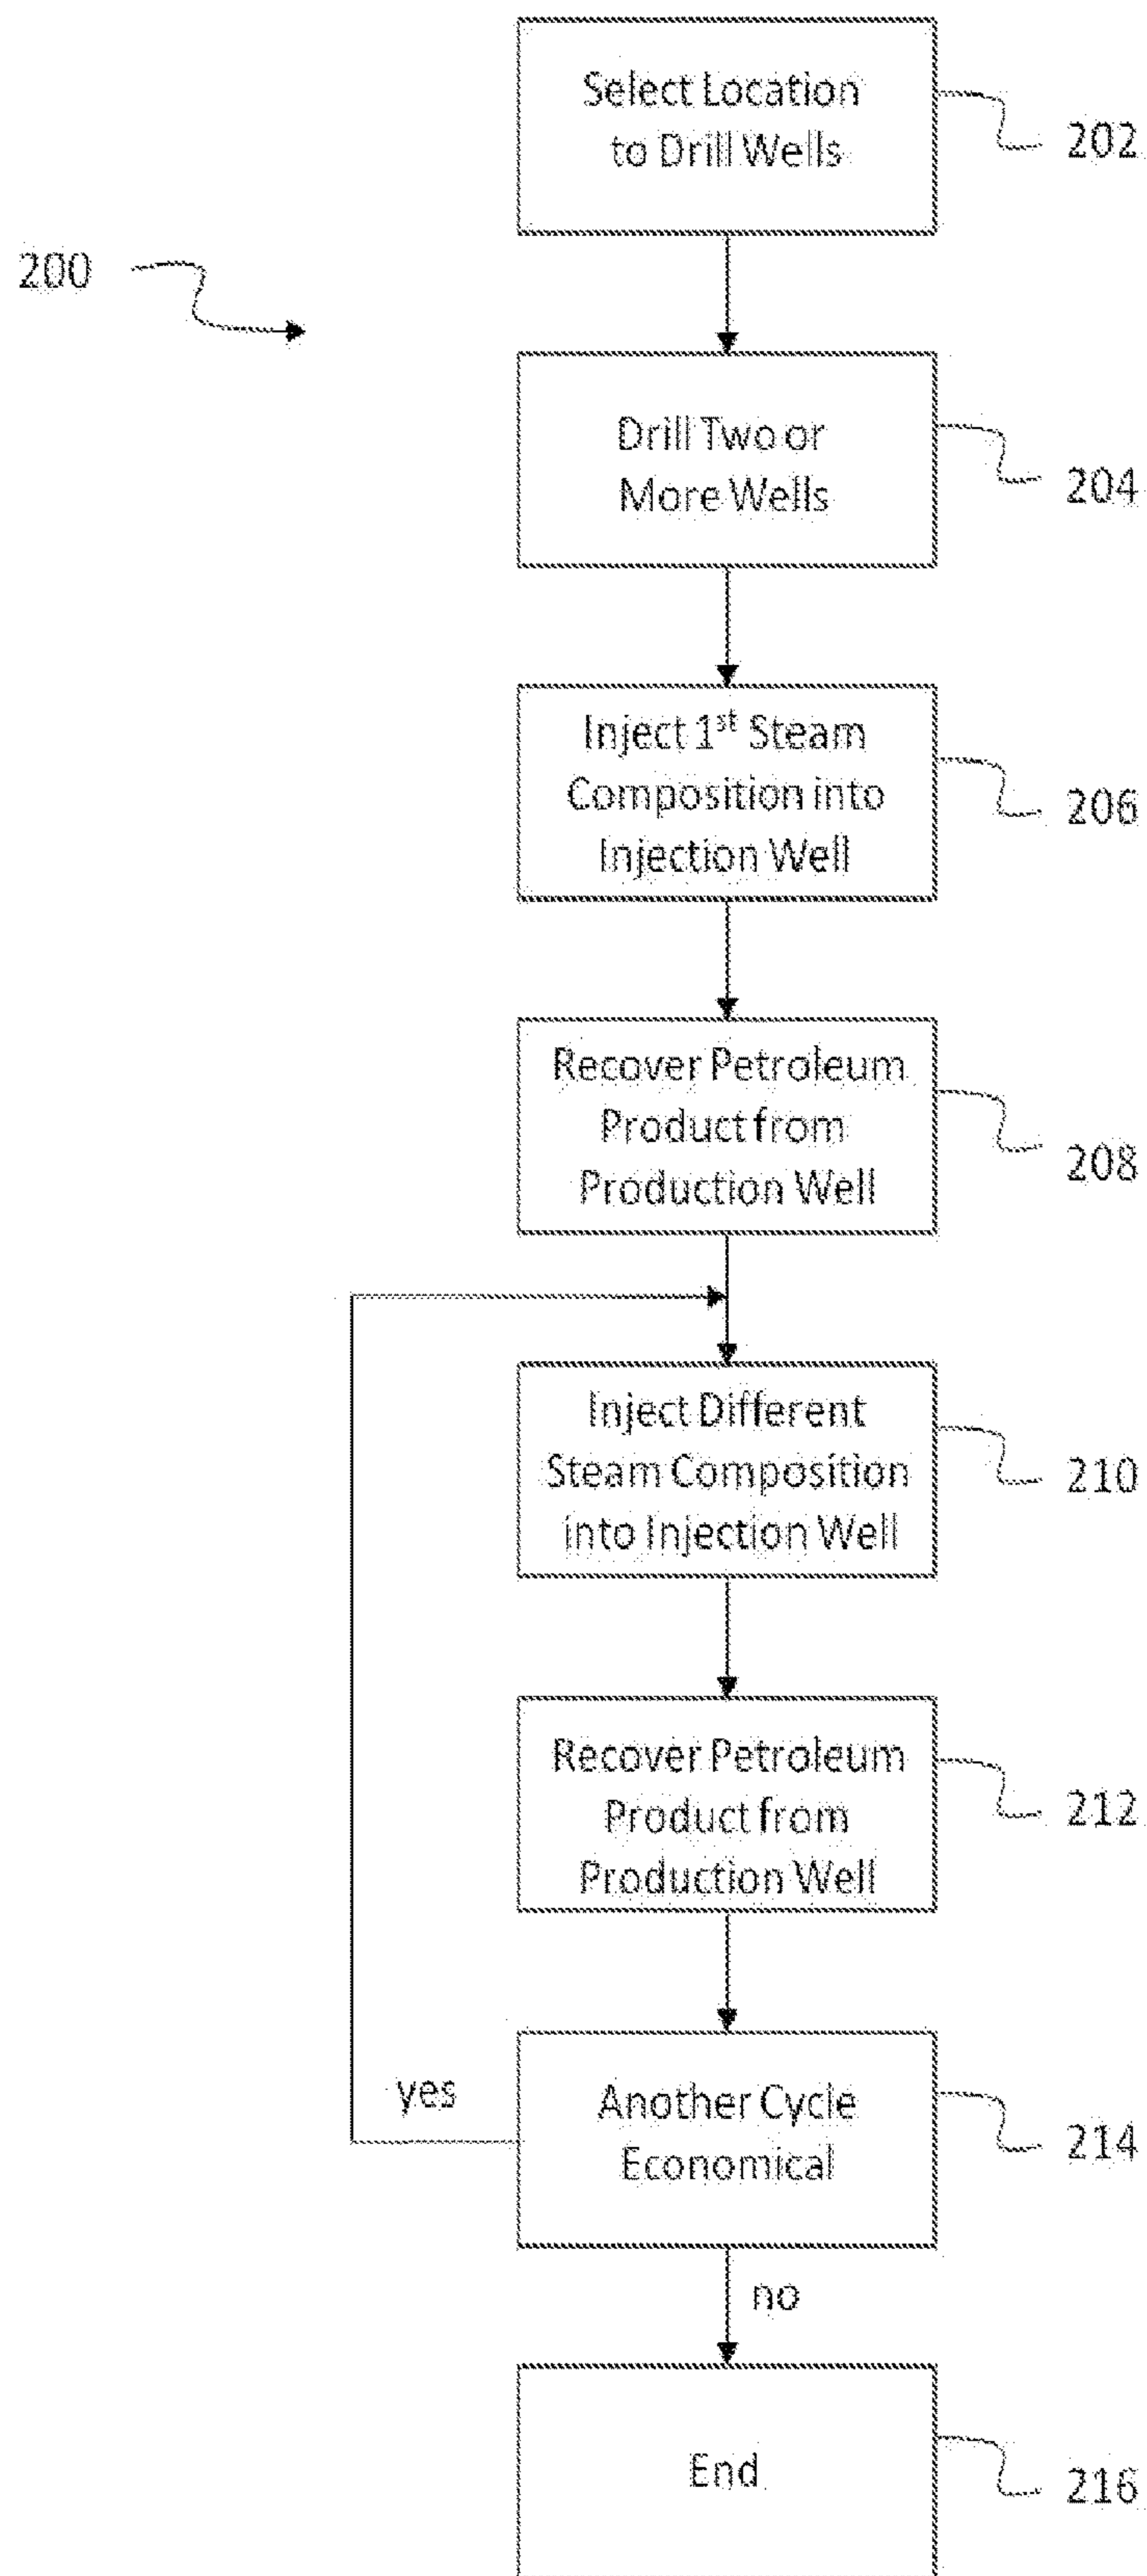 Select Location
to Drill Wells
202
200
Drill Two or
More Wells
204
Inject 1st Steam
Composition into
Injection Well
206
Recover Petroleum
Product from
Production Well
208
Inject Different
Steam Composition
into Injection Well
210
Recover Petroleum
Product from
Production Well
212
Another Cycle
Economical
214
yes
no
End
216